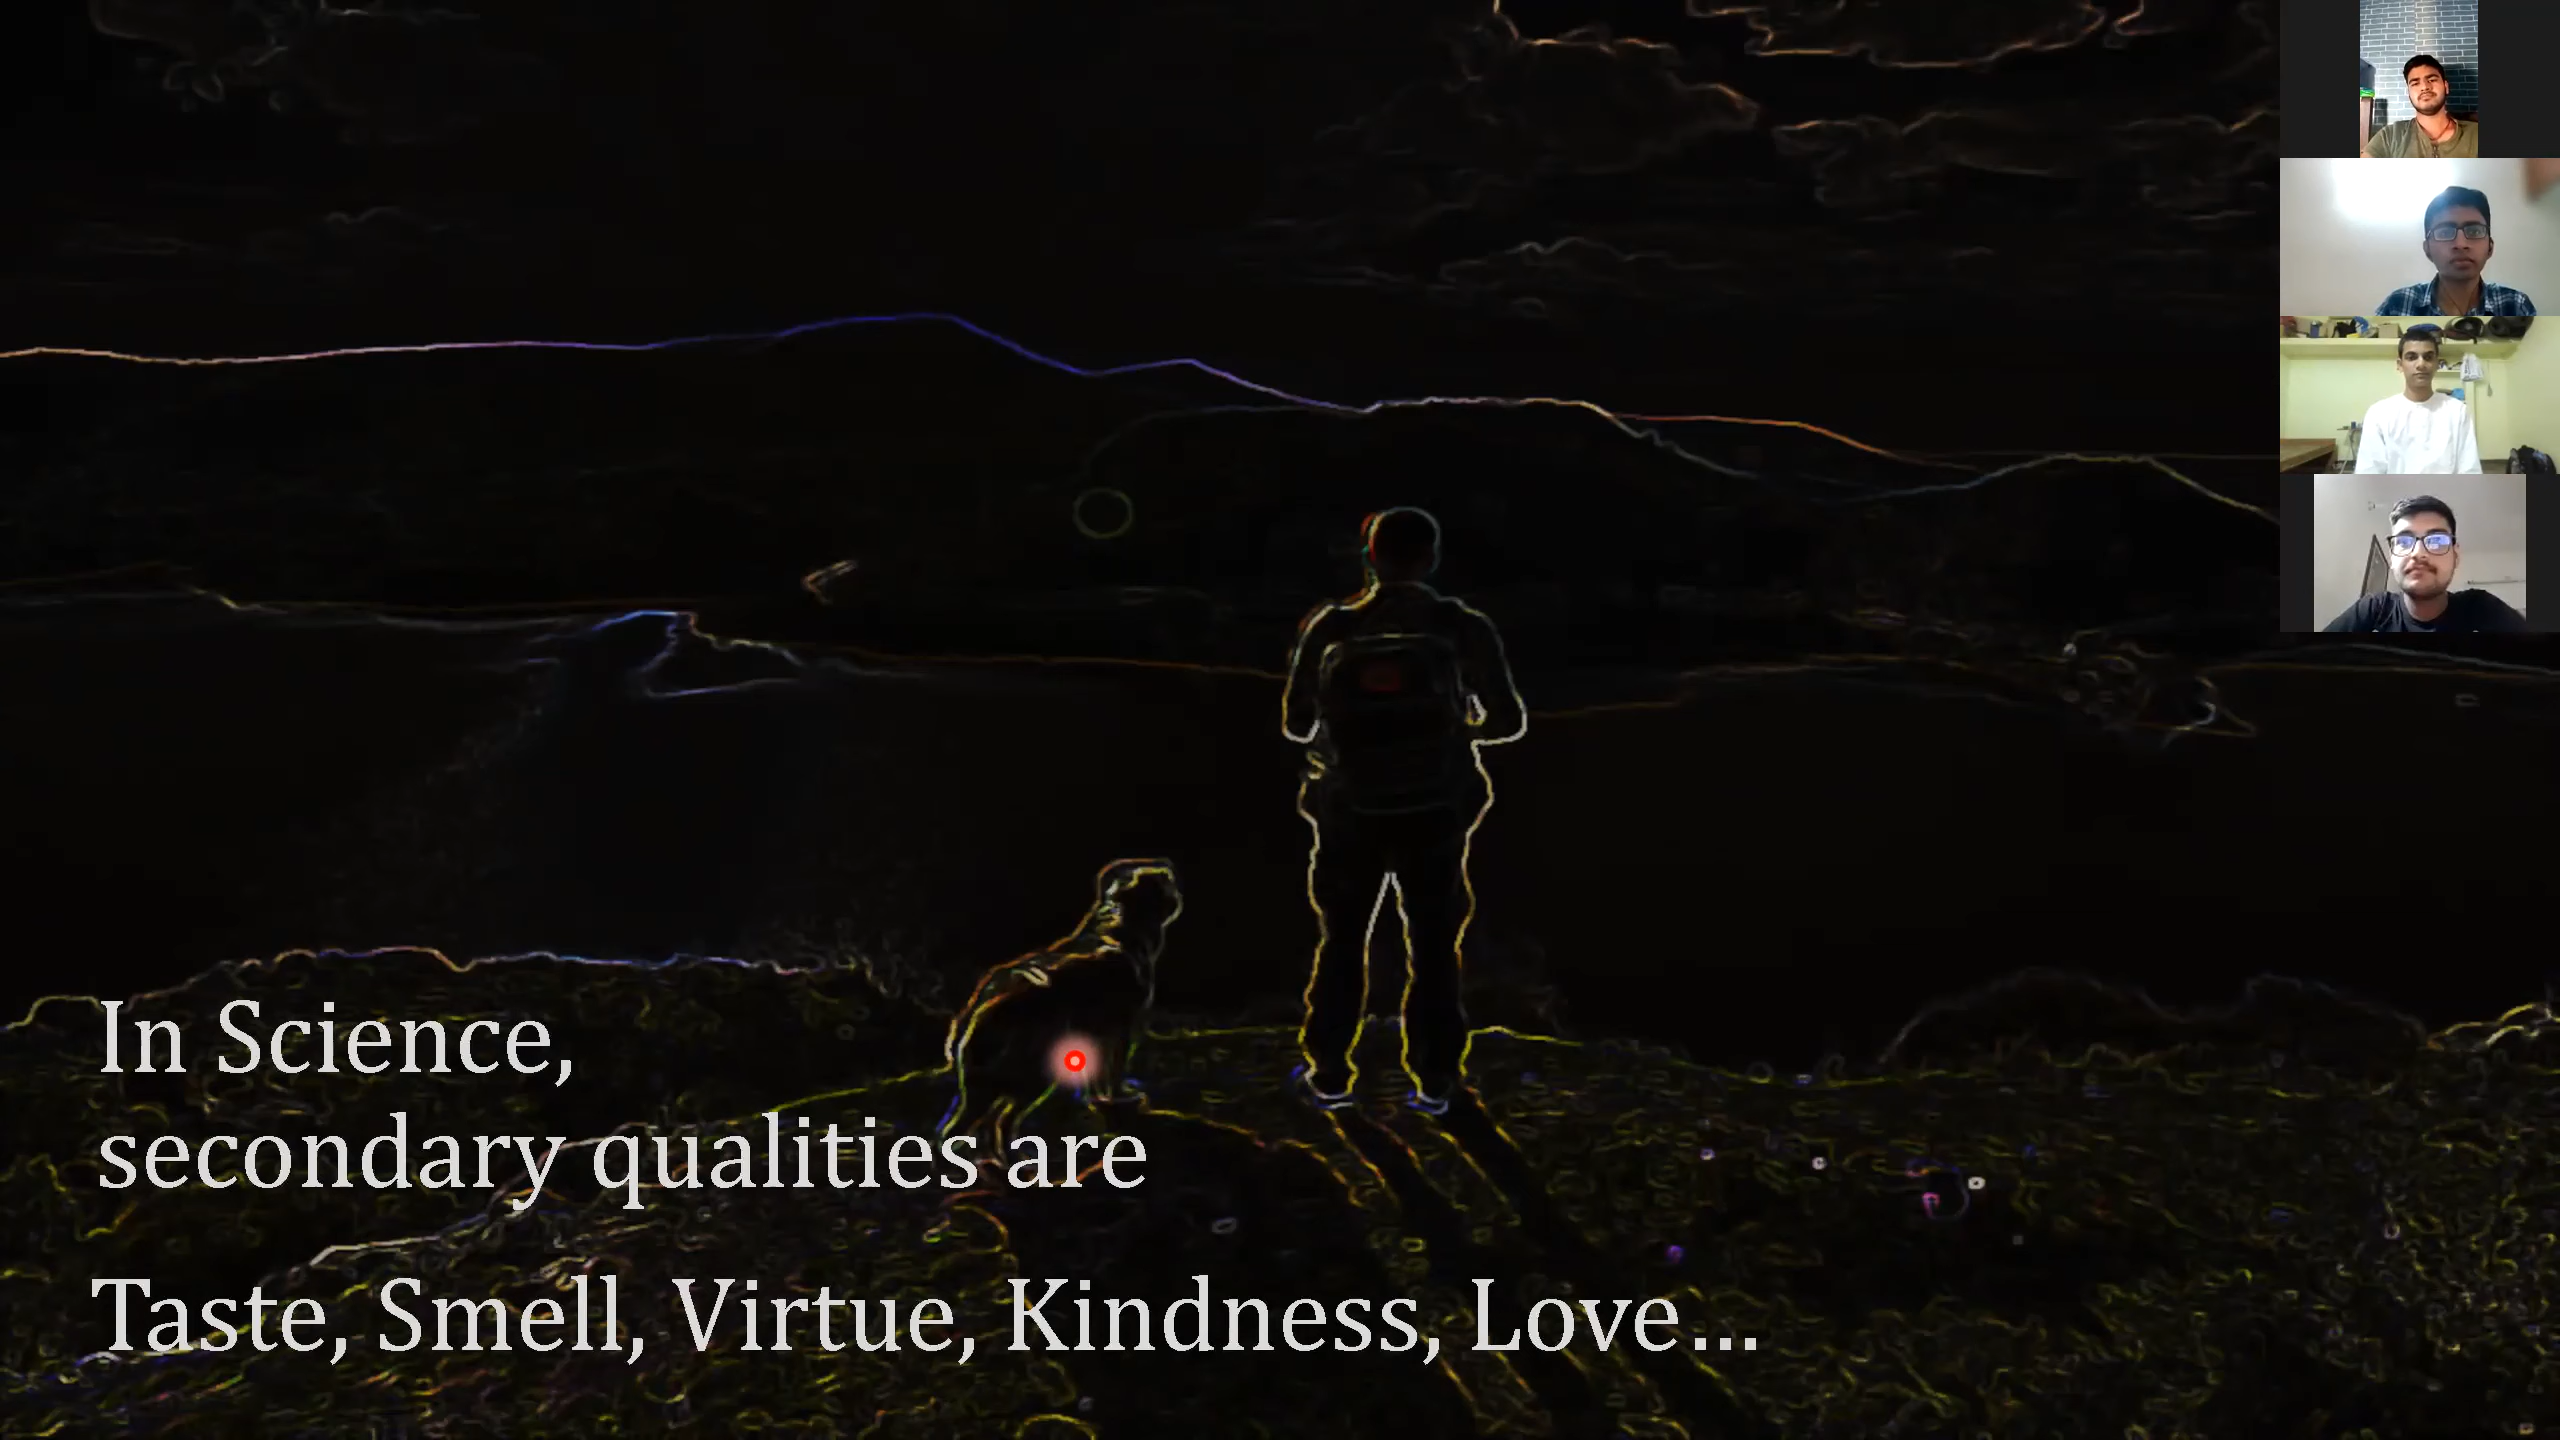 In Science,
secondary qualities are
Taste, Smell, Virtue, Kindness, Love...